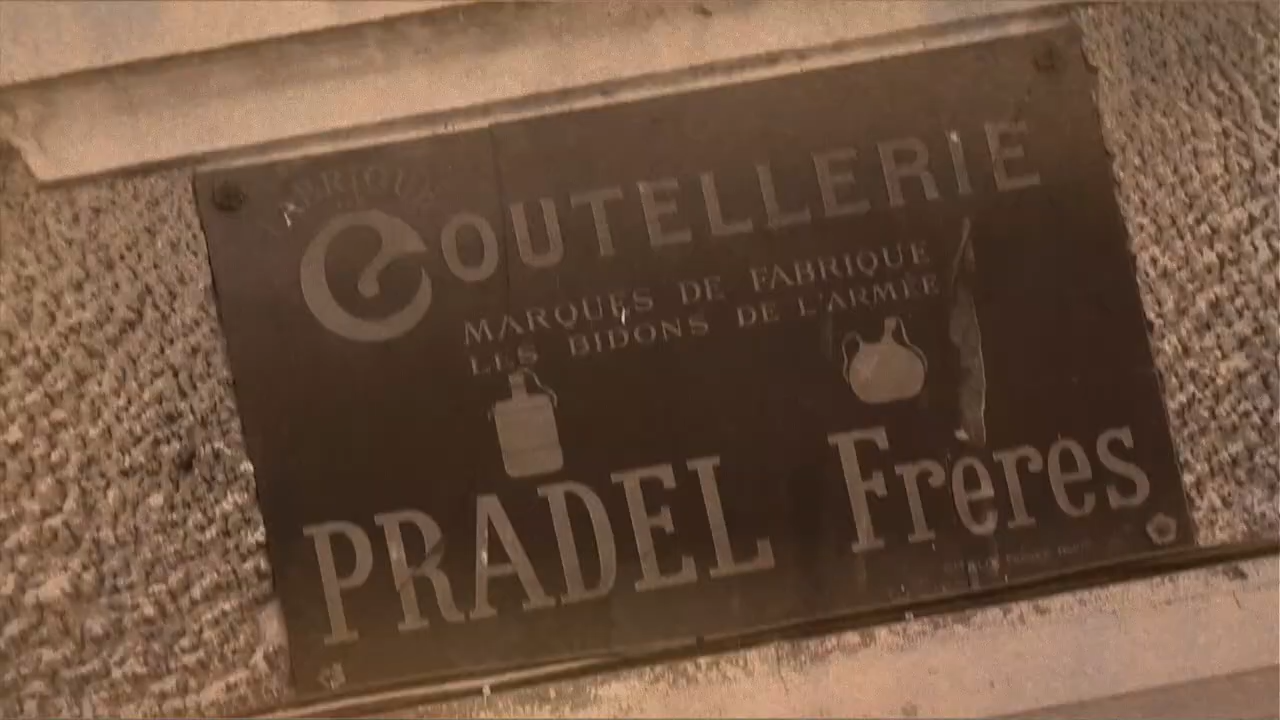 FABRIQUE
COUTELLERIE
MARQUES DE FABRIQUE
LES BIDONS DE L'ARMÉE
PRADEL Frères